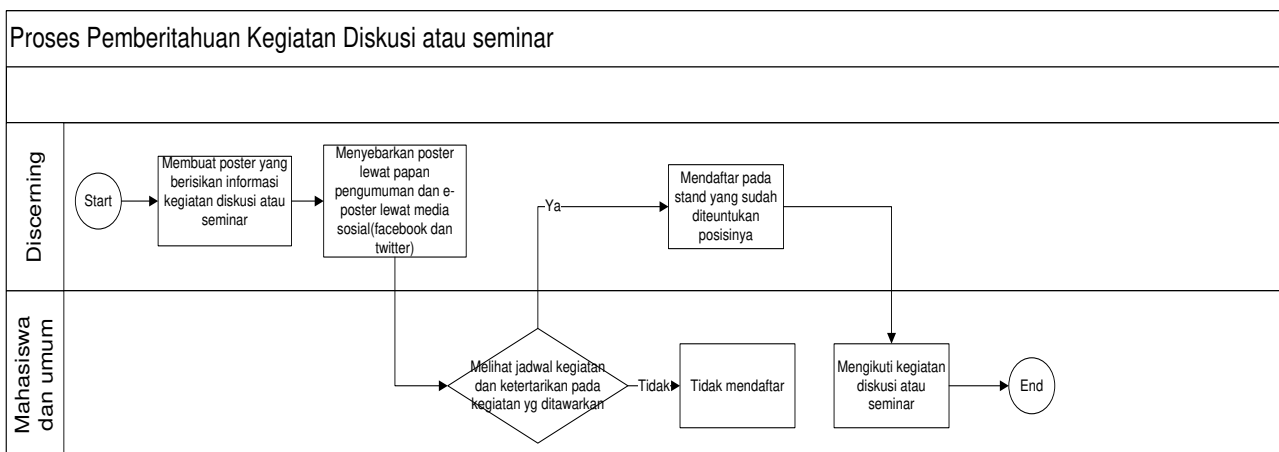 Proses Pemberitahuan Kegiatan Diskusi atau seminar
Discerning
Start
Membuat poster yang
berisikan informasi
kegiatan diskusi atau
seminar
Menyebarkan poster
lewat papan
pengumuman dan e-
poster lewat media
sosial(facebook dan
twitter)
Ya
Mendaftar pada
stand yang sudah
diteuntukan
posisinya
Mahasiswa
dan umum
Melihat jadwal kegiatan
dan ketertarikan pada
kegiatan yg ditawarkan
Tidak
Tidak mendaftar
Mengikuti kegiatan
diskusi atau
seminar
End